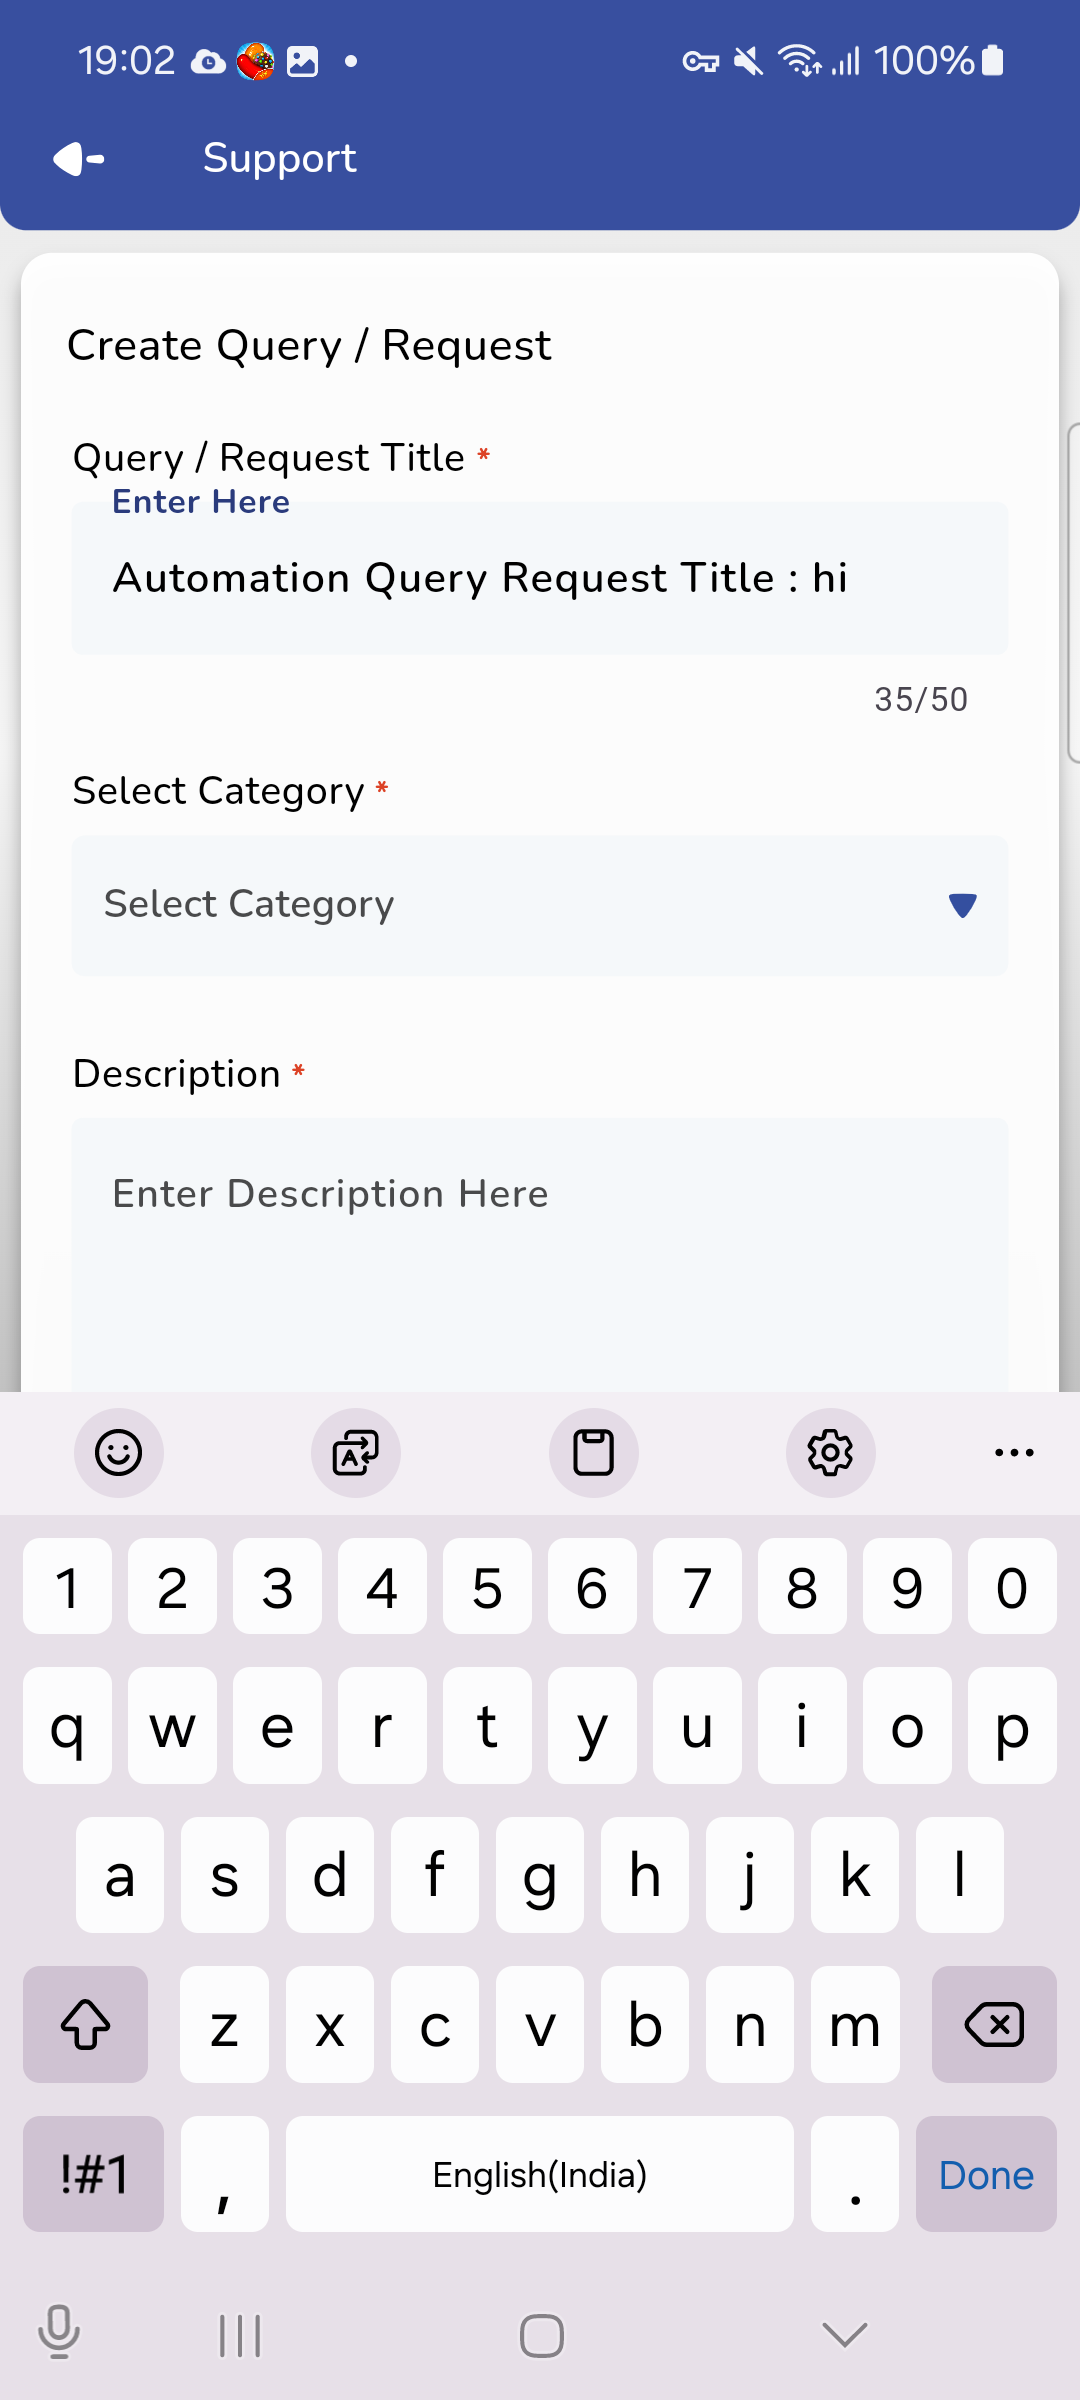 19:02 100%
Support
Create Query / Request
Query / Request Title *
Enter Here
Automation Query Request Title : hi
35/50
Select Category *
Select Category
Description *
Enter Description Here
1 2 3 4 5 6 7 8 9 0
q w e r t y u i o p
a s d f g h j k l
z x c v b n m
!#1 , English(India) . Done